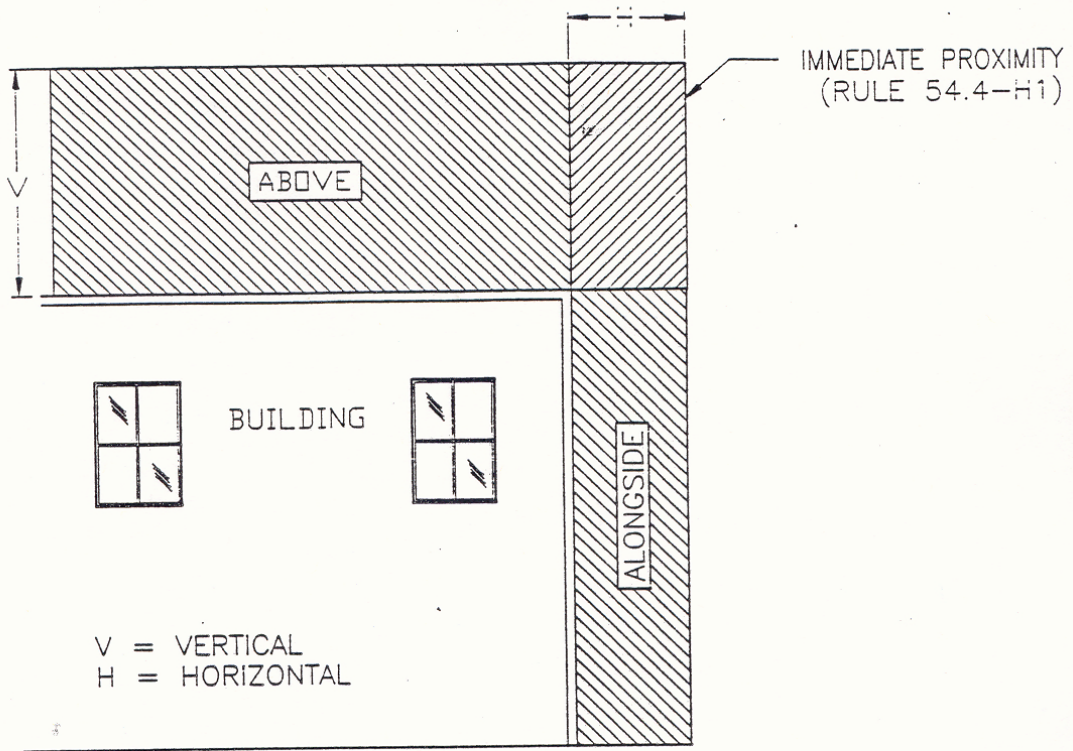 H
IMMEDIATE PROXIMITY
(RULE 54.4-H1)
V
ABOVE
BUILDING
ALONGSIDE
V = VERTICAL
H = HORIZONTAL